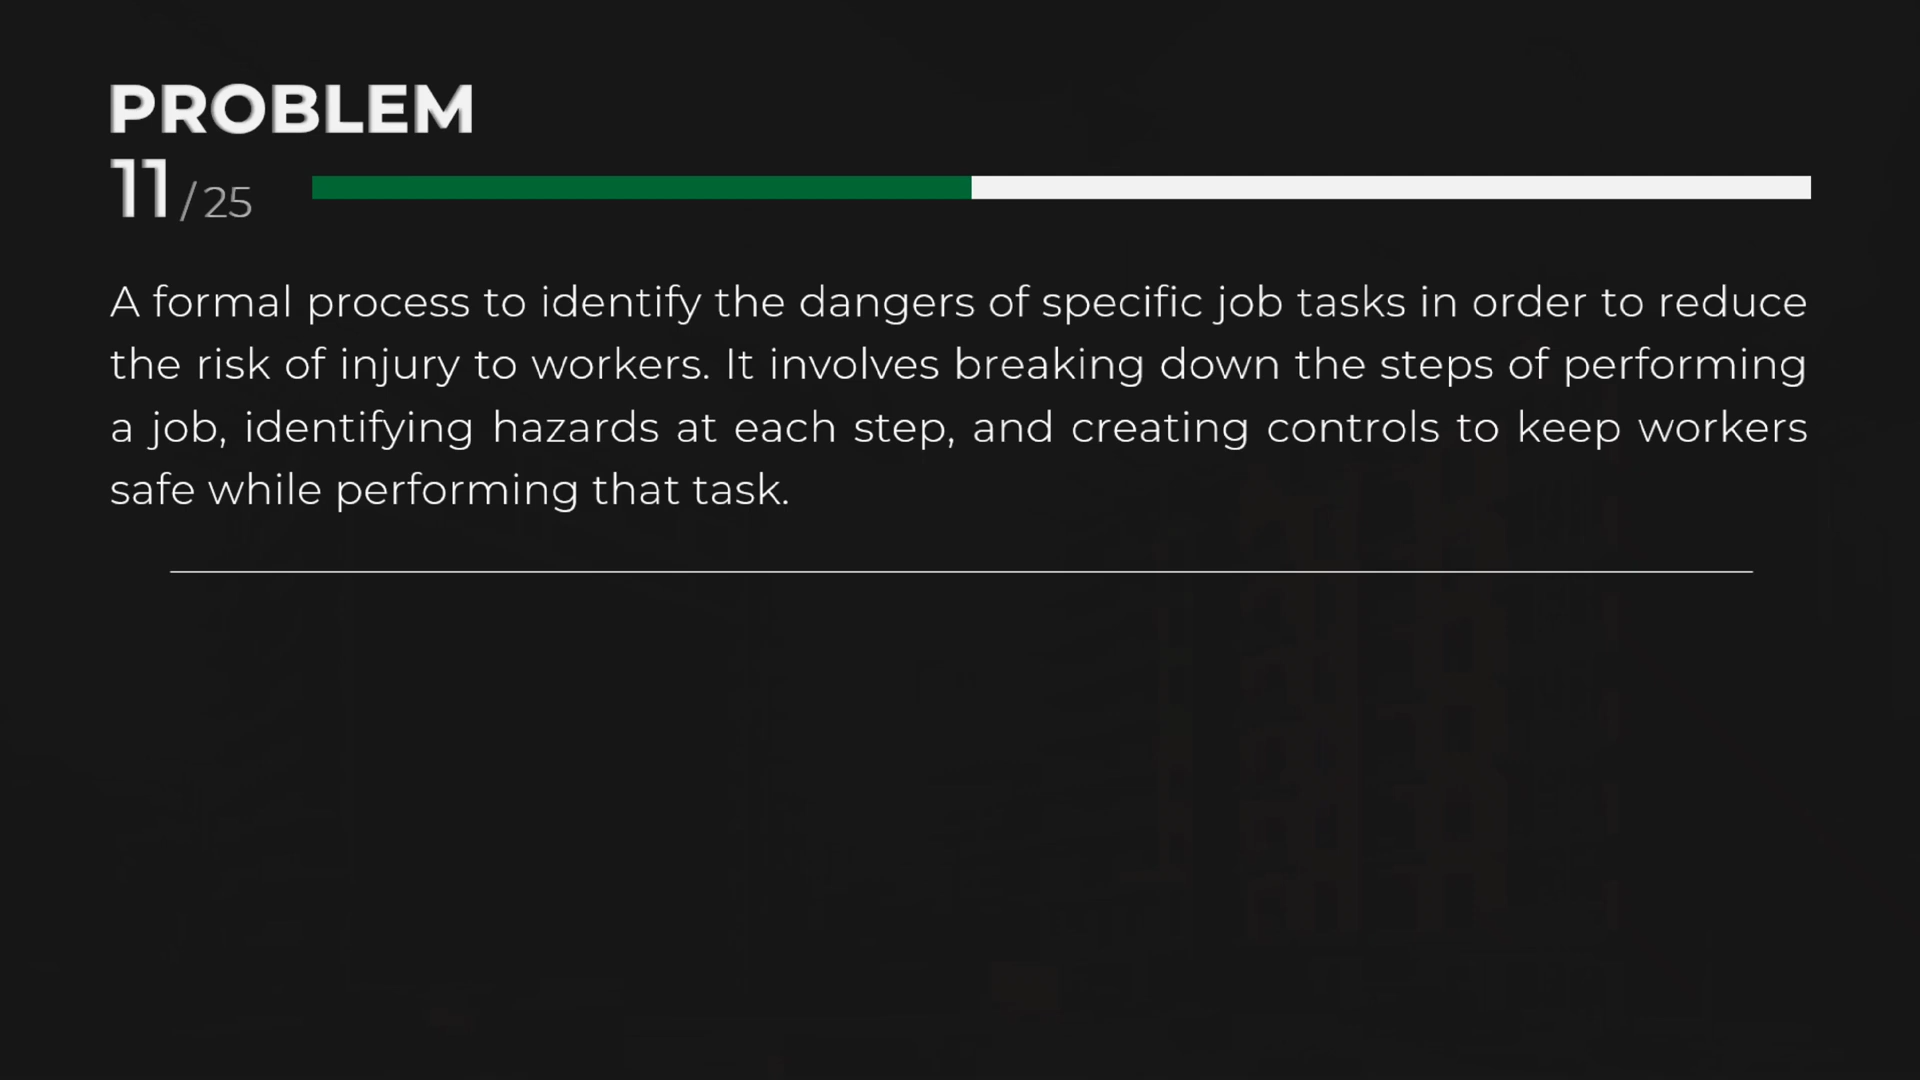 PROBLEM
11/25
A formal process to identify the dangers of specific job tasks in order to reduce
the risk of injury to workers. It involves breaking down the steps of performing
a job, identifying hazards at each step, and creating controls to keep workers
safe while performing that task.